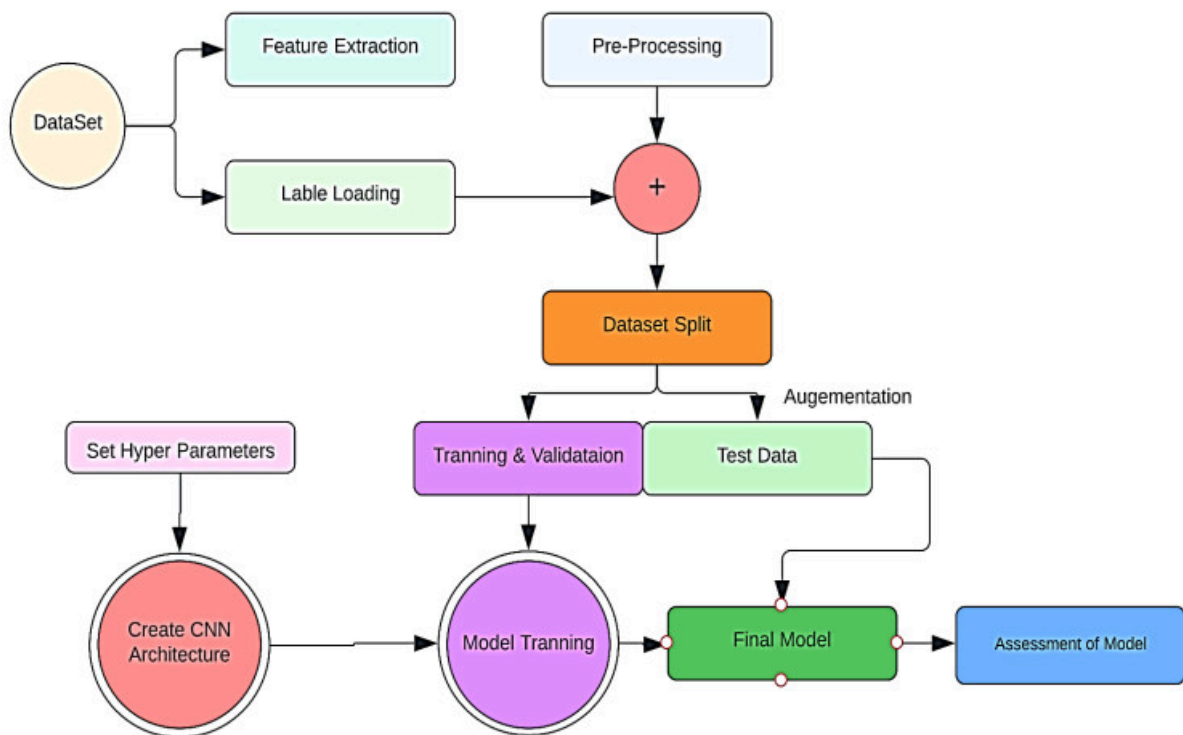 Feature Extraction
Pre-Processing
DataSet
Lable Loading
+
Dataset Split
Augementation
Set Hyper Parameters
Tranning & Validataion
Test Data
Create CNN
Architecture
Model Tranning
Final Model
Assessment of Model